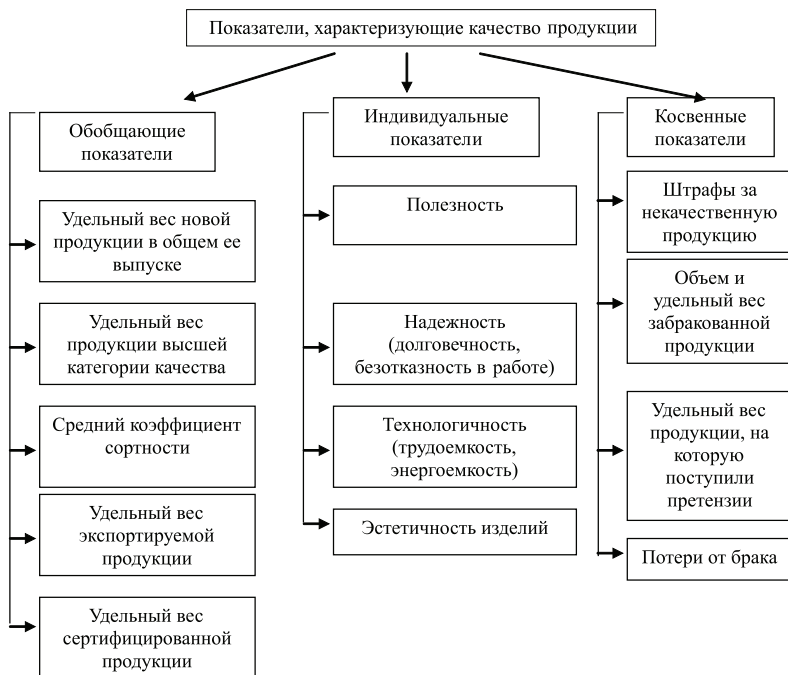 Показатели, характеризующие качество продукции
Обобщающие
показатели
Удельный вес новой
продукции в общем ее
выпуске
Удельный вес
продукции высшей
категории качества
Средний коэффициент
сортности
Удельный вес
экспортируемой
продукции
Удельный вес
сертифицированной
продукции
Индивидуальные
показатели
Полезность
Надежность
(долговечность,
безотказность в работе)
Технологичность
(трудоемкость,
энергоемкость)
Эстетичность изделий
Косвенные
показатели
Штрафы за
некачественную
продукцию
Объем и
удельный вес
забракованной
продукции
Удельный вес
продукции, на
которую
поступили
претензии
Потери от брака